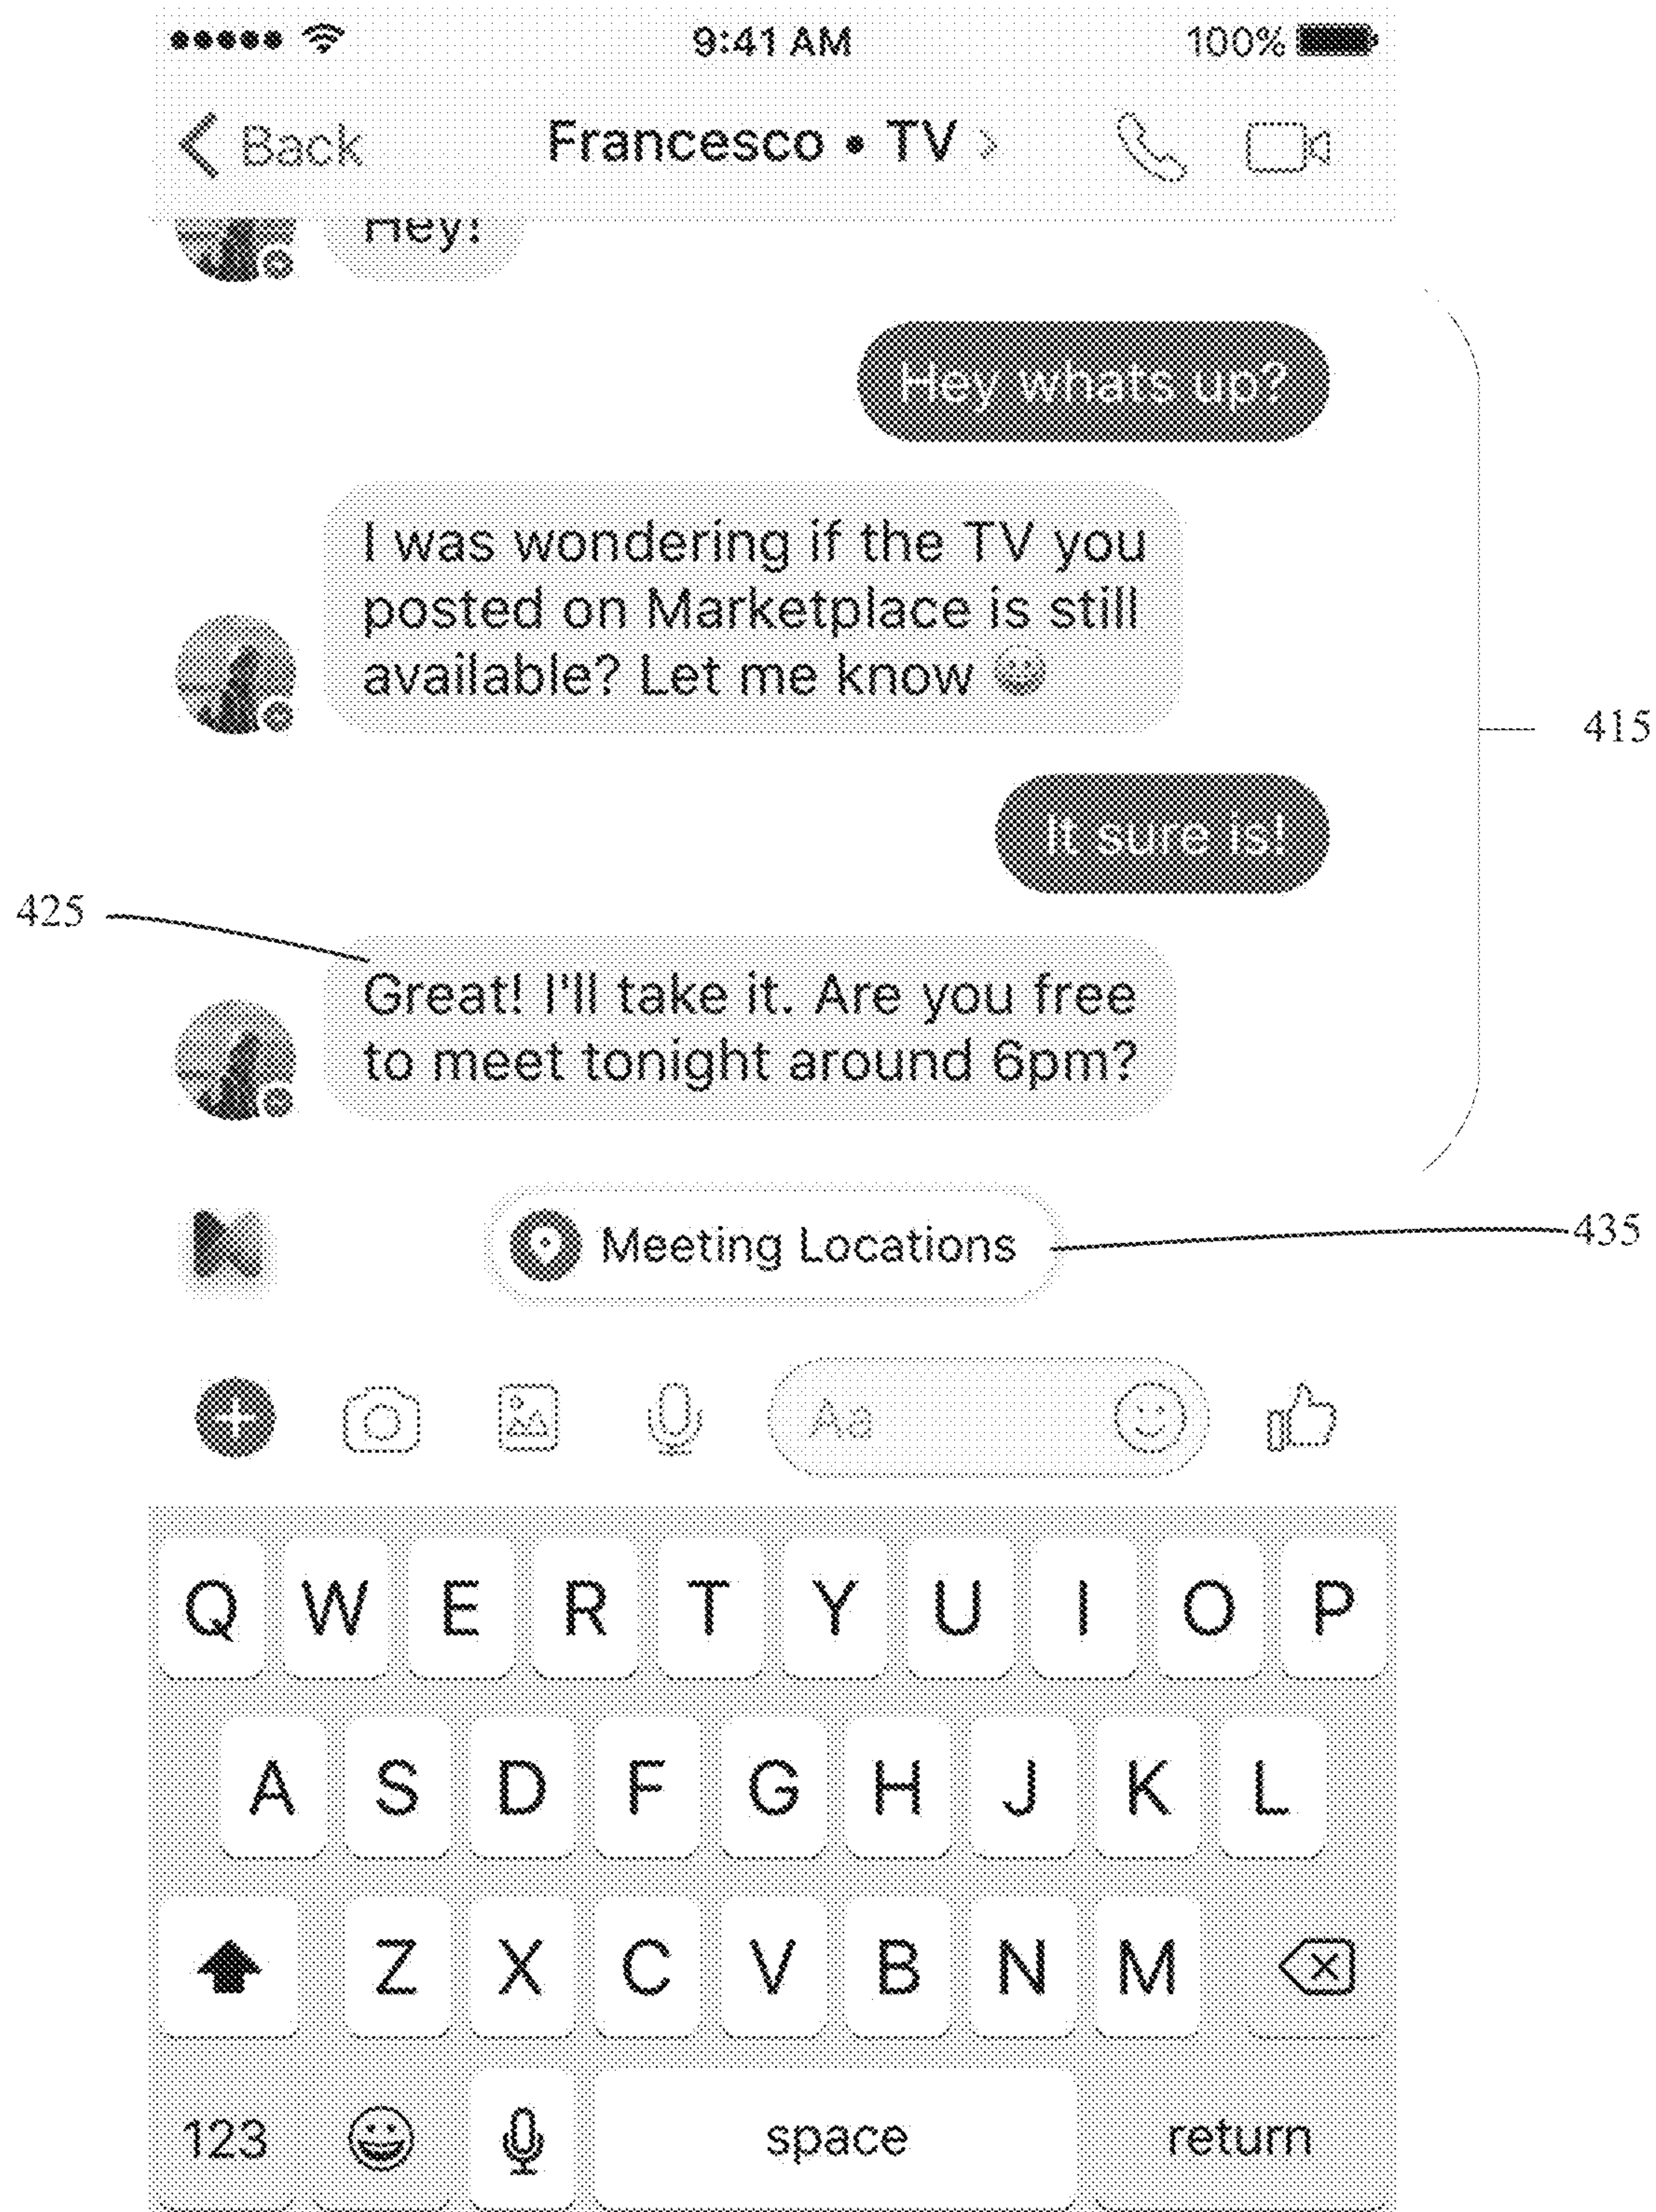 9:41 AM 100%
Back Francesco • TV
Hey!
Hey whats up?
I was wondering if the TV you
posted on Marketplace is still
available? Let me know 😀
415
It sure is!
425
Great! I'll take it. Are you free
to meet tonight around 6pm?
Meeting Locations
435
Aa
Q W E R T Y U I O P
A S D F G H J K L
Z X C V B N M
123 space return